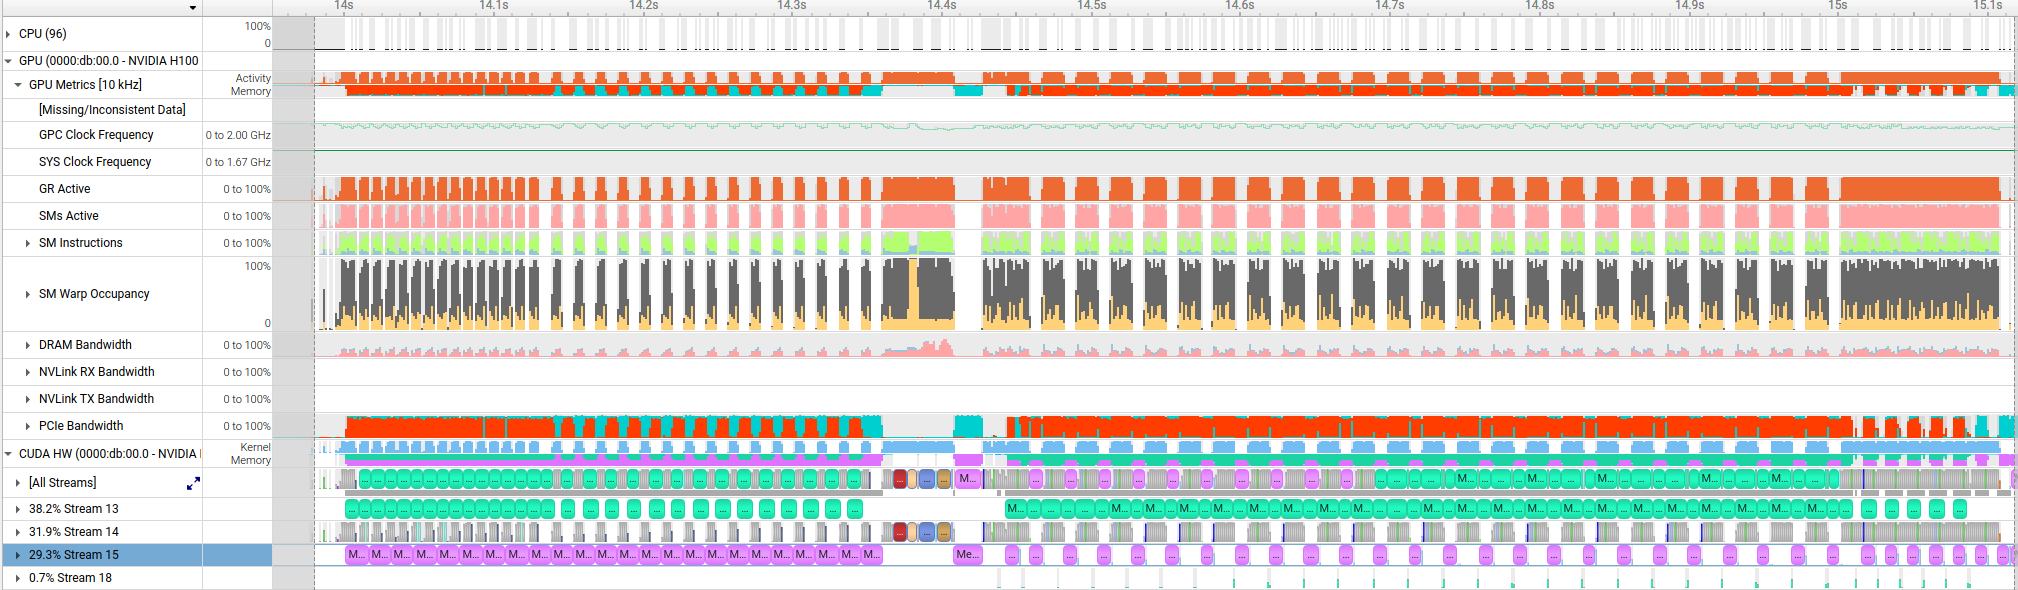 14s 14.1s 14.2s 14.3s 14.4s 14.5s 14.6s 14.7s 14.8s 14.9s 15s 15.1s
CPU (96) 100% 0
GPU (0000:db:00.0 - NVIDIA H100
GPU Metrics [10 kHz] Activity Memory
[Missing/Inconsistent Data]
GPC Clock Frequency 0 to 2.00 GHz
SYS Clock Frequency 0 to 1.67 GHz
GR Active 0 to 100%
SMs Active 0 to 100%
SM Instructions 0 to 100%
SM Warp Occupancy 100% 0
DRAM Bandwidth 0 to 100%
NVLink RX Bandwidth 0 to 100%
NVLink TX Bandwidth 0 to 100%
PCIe Bandwidth 0 to 100%
CUDA HW (0000:db:00.0 - NVIDIA Kernel Memory
[All Streams] M... M... M... M... M... M...
38.2% Stream 13 M... M... M... M... M... M... M... M... M... M... M... M...
31.9% Stream 14
29.3% Stream 15 M... M... M... M... M... M... M... M... M... M... M... M... M... M... M... M... M... M... M... M... M... M... M... Me...
0.7% Stream 18